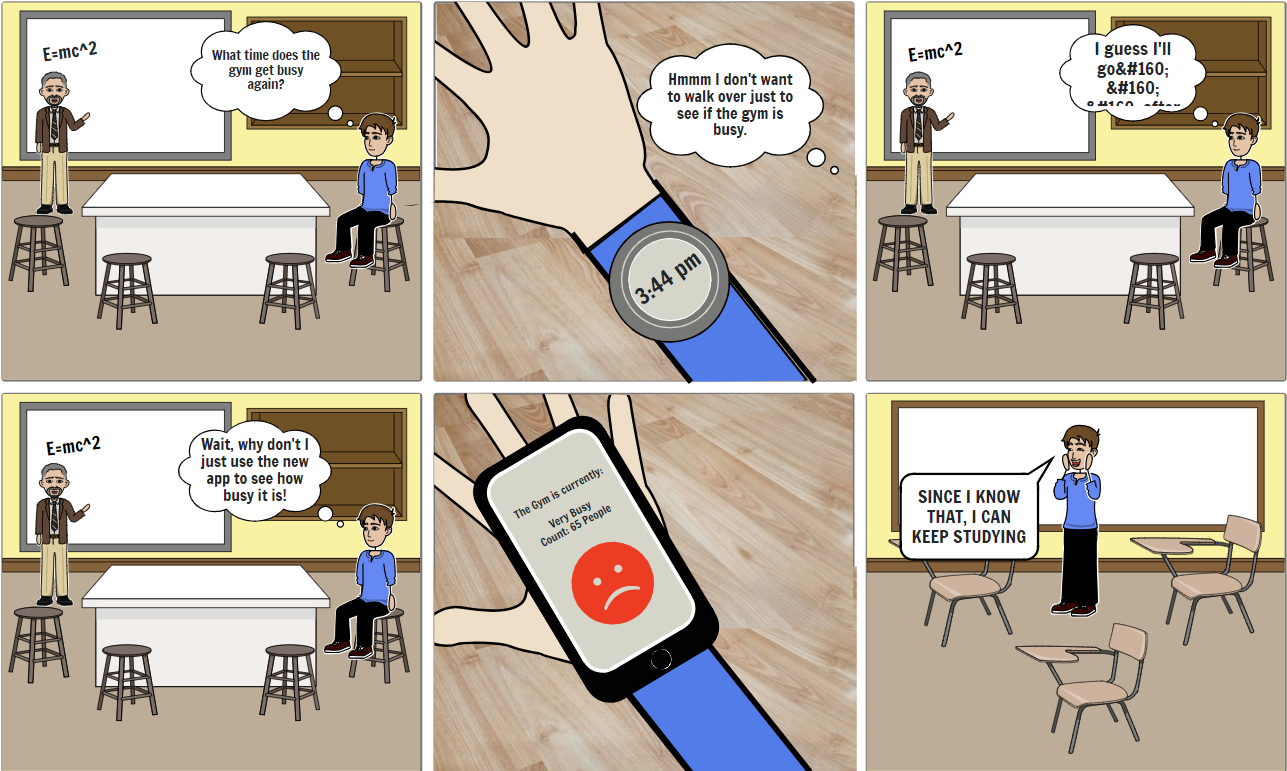 E=mc^2
What time does the
gym get busy
again?
Hmmm I don't want
to walk over just to
see if the gym is
busy.
3:44 pm
E=mc^2
I guess I'll
go&#160;
&#160;
&#160 after
E=mc^2
Wait, why don't I
just use the new
app to see how
busy it is!
The Gym is currently:
Very Busy
Count: 65 People
SINCE I KNOW
THAT, I CAN
KEEP STUDYING